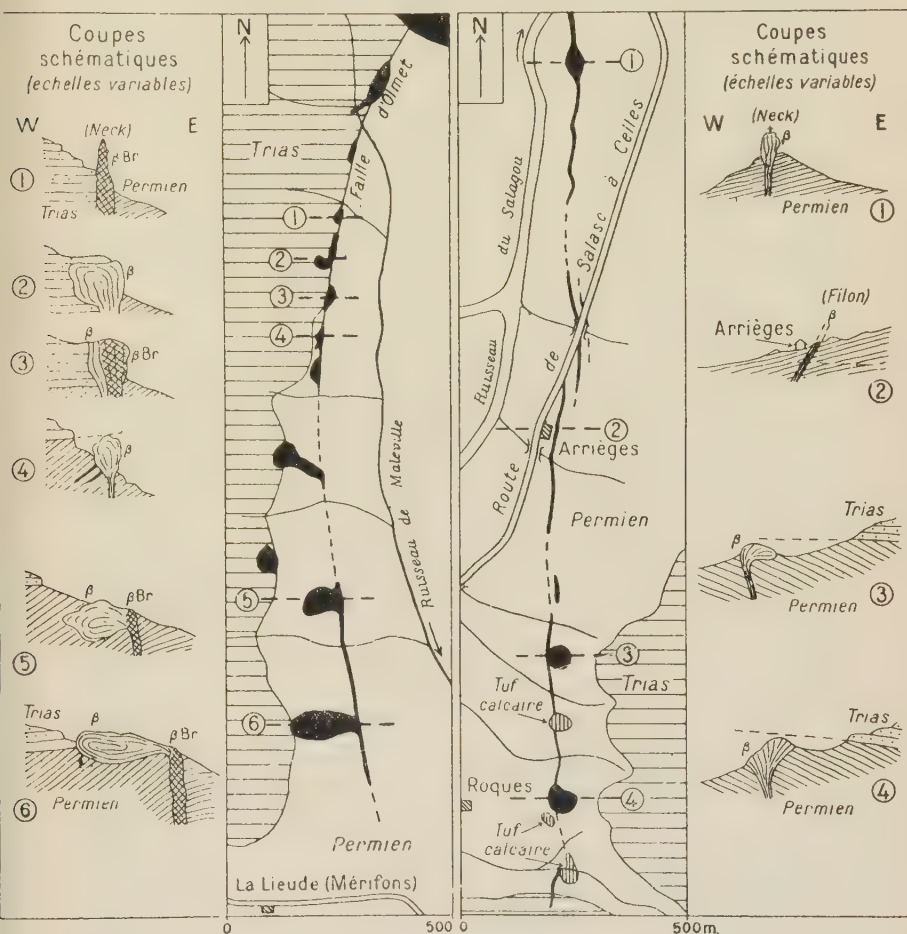 Coupes
schématiques
(echelles variables)
W
E
(Neck)
β Br
①
Trias
Permien
②
β
③
β
β Br
④
β
⑤
β
β Br
⑥
Trias
β
β Br
Permien
N
Trias
Faille
d'Olmet
①
②
③
④
⑤
⑥
Ruisseau de Maleville
Permien
La Lieude (Mérifons)
0
500
N
①
Ruisseau
du Salagou
Route de Salasc à Ceilles
②
Arrièges
Permien
③
Trias
Tuf
calcaire
Roques
④
Tuf
calcaire
0
500 m.
Coupes
schématiques
(échelles variables)
W
E
(Neck)
β
Permien
①
(Filon)
β
Arrièges
②
Trias
β
Permien
③
Trias
β
Permien
④